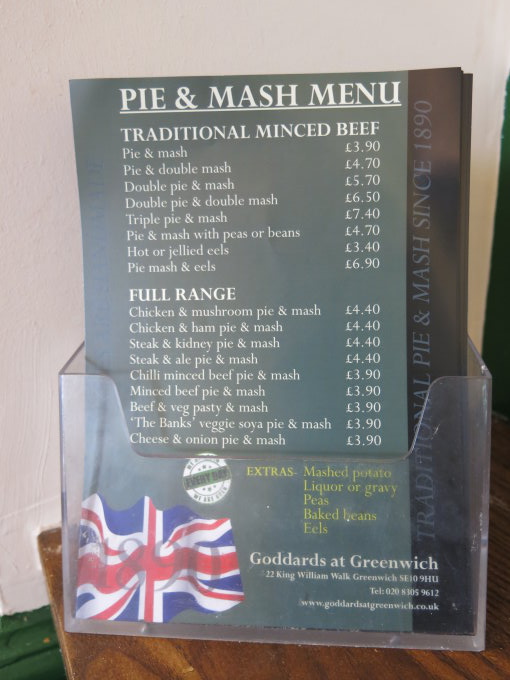 PIE & MASH MENU
TRADITIONAL MINCED BEEF
Pie & mash £3.90
Pie & double mash £4.70
Double pie & mash £5.70
Double pie & double mash £6.50
Triple pie & mash £7.40
Pie & mash with peas or beans £4.70
Hot or jellied eels £3.40
Pie mash & eels £6.90
FULL RANGE
Chicken & mushroom pie & mash £4.40
Chicken & ham pie & mash £4.40
Steak & kidney pie & mash £4.40
Steak & ale pie & mash £4.40
Chilli minced beef pie & mash £3.90
Minced beef pie & mash £3.90
Beef & veg pasty & mash £3.90
'The Banks' veggie soya pie & mash £3.90
Cheese & onion pie & mash £3.90
EXTRAS- Mashed potato
Liquor or gravy
Peas
Baked beans
Eels
EVERY DAY
WE ARE OPEN
1890
Goddards at Greenwich
22 King William Walk Greenwich SE10 9HU
Tel: 020 8305 9612
www.goddardsatgreenwich.co.uk
TRADITIONAL PIE & MASH SINCE 1890